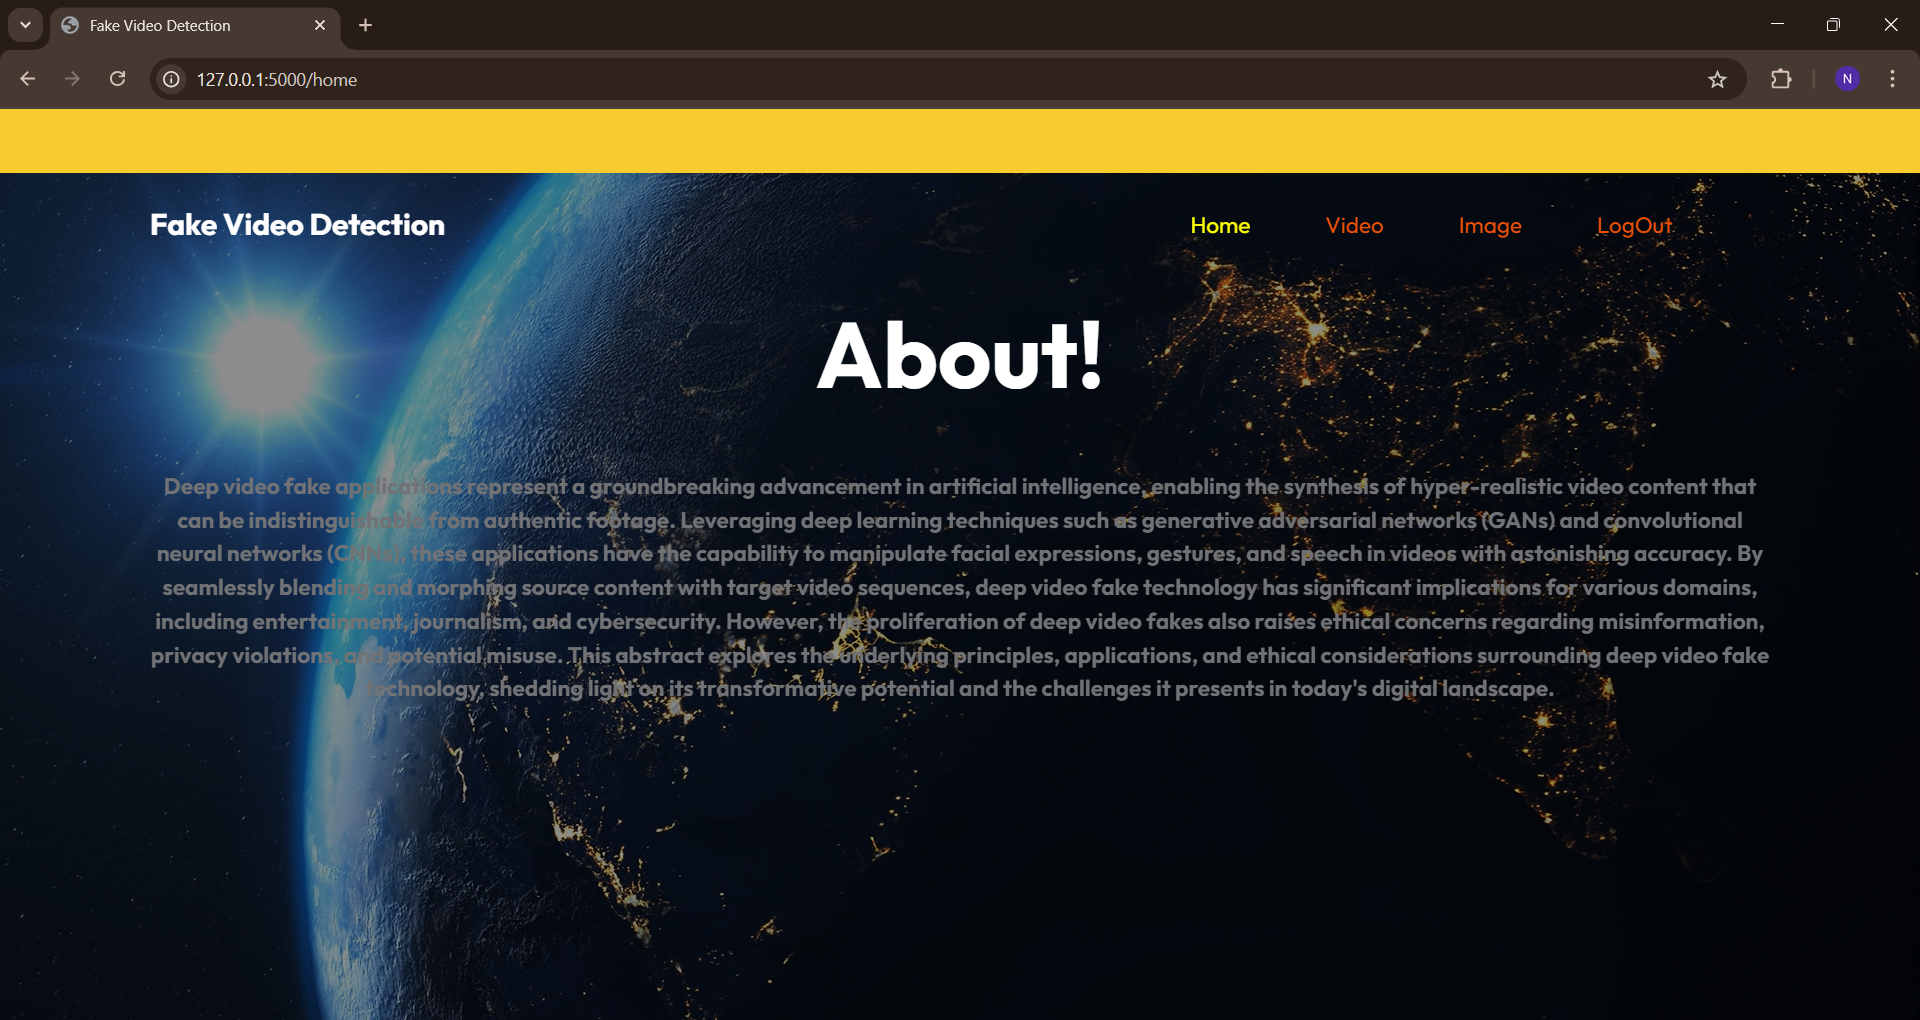 Fake Video Detection
127.0.0.1:5000/home
N
Fake Video Detection
Home
Video
Image
LogOut
About!
Deep video fake applications represent a groundbreaking advancement in artificial intelligence, enabling the synthesis of hyper-realistic video content that
can be indistinguishable from authentic footage. Leveraging deep learning techniques such as generative adversarial networks (GANs) and convolutional
neural networks (CNNs), these applications have the capability to manipulate facial expressions, gestures, and speech in videos with astonishing accuracy. By
seamlessly blending and morphing source content with target video sequences, deep video fake technology has significant implications for various domains,
including entertainment, journalism, and cybersecurity. However, the proliferation of deep video fakes also raises ethical concerns regarding misinformation,
privacy violations, and potential misuse. This abstract explores the underlying principles, applications, and ethical considerations surrounding deep video fake
technology, shedding light on its transformative potential and the challenges it presents in today's digital landscape.